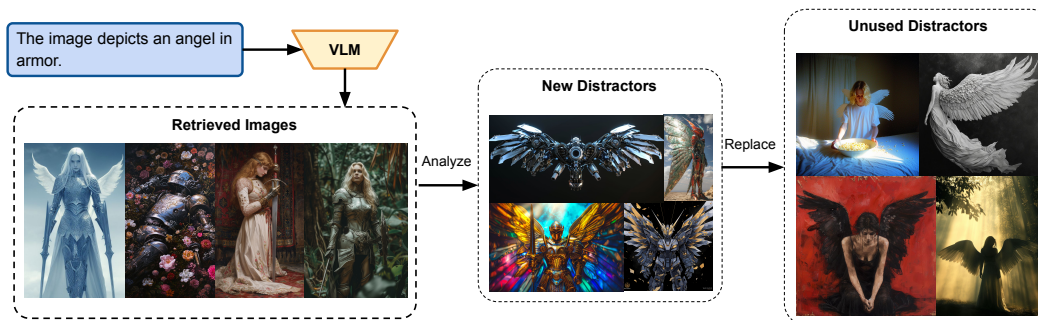 The image depicts an angel in
armor.
VLM
Retrieved Images
Analyze
New Distractors
Replace
Unused Distractors